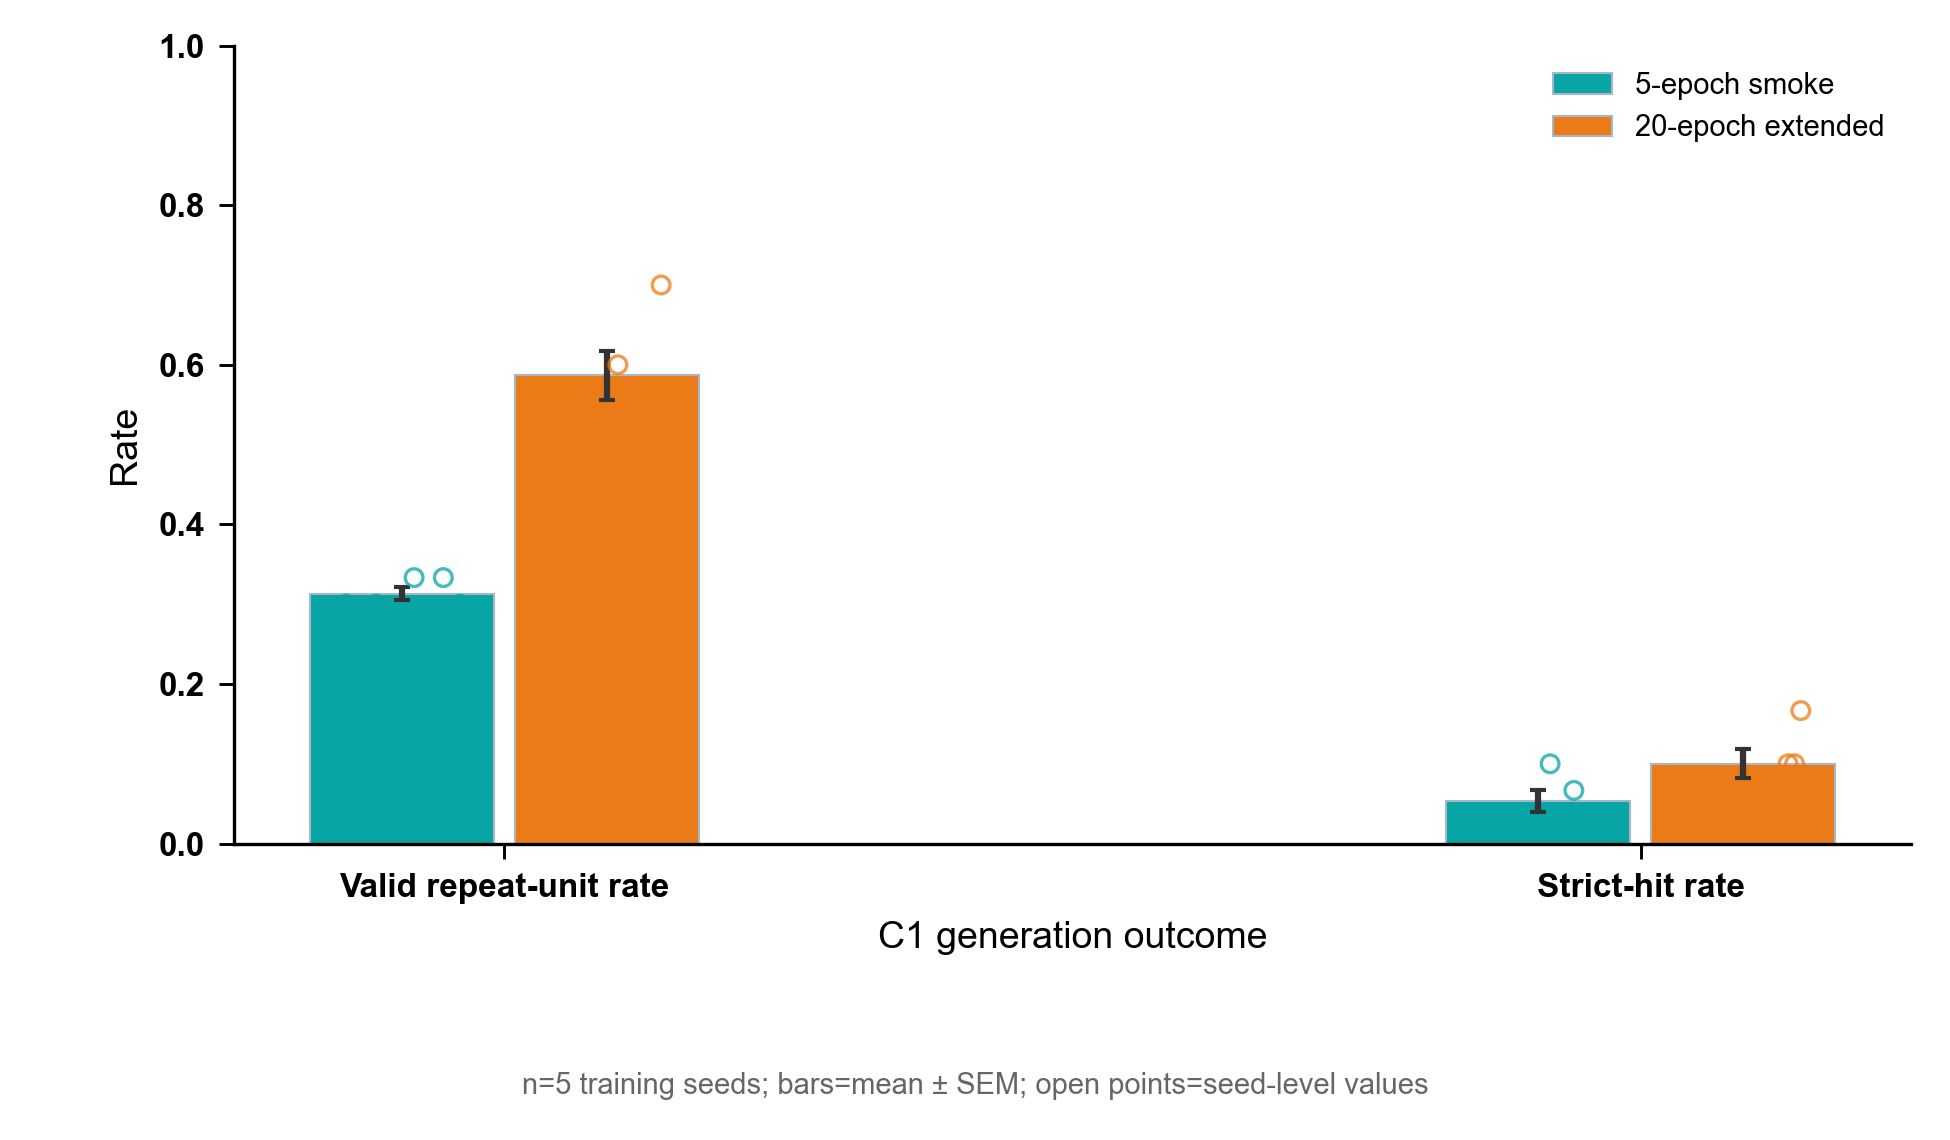 1.0
0.8
0.6
0.4
0.2
0.0
Rate
5-epoch smoke
20-epoch extended
Valid repeat-unit rate
Strict-hit rate
C1 generation outcome
n=5 training seeds; bars=mean ± SEM; open points=seed-level values